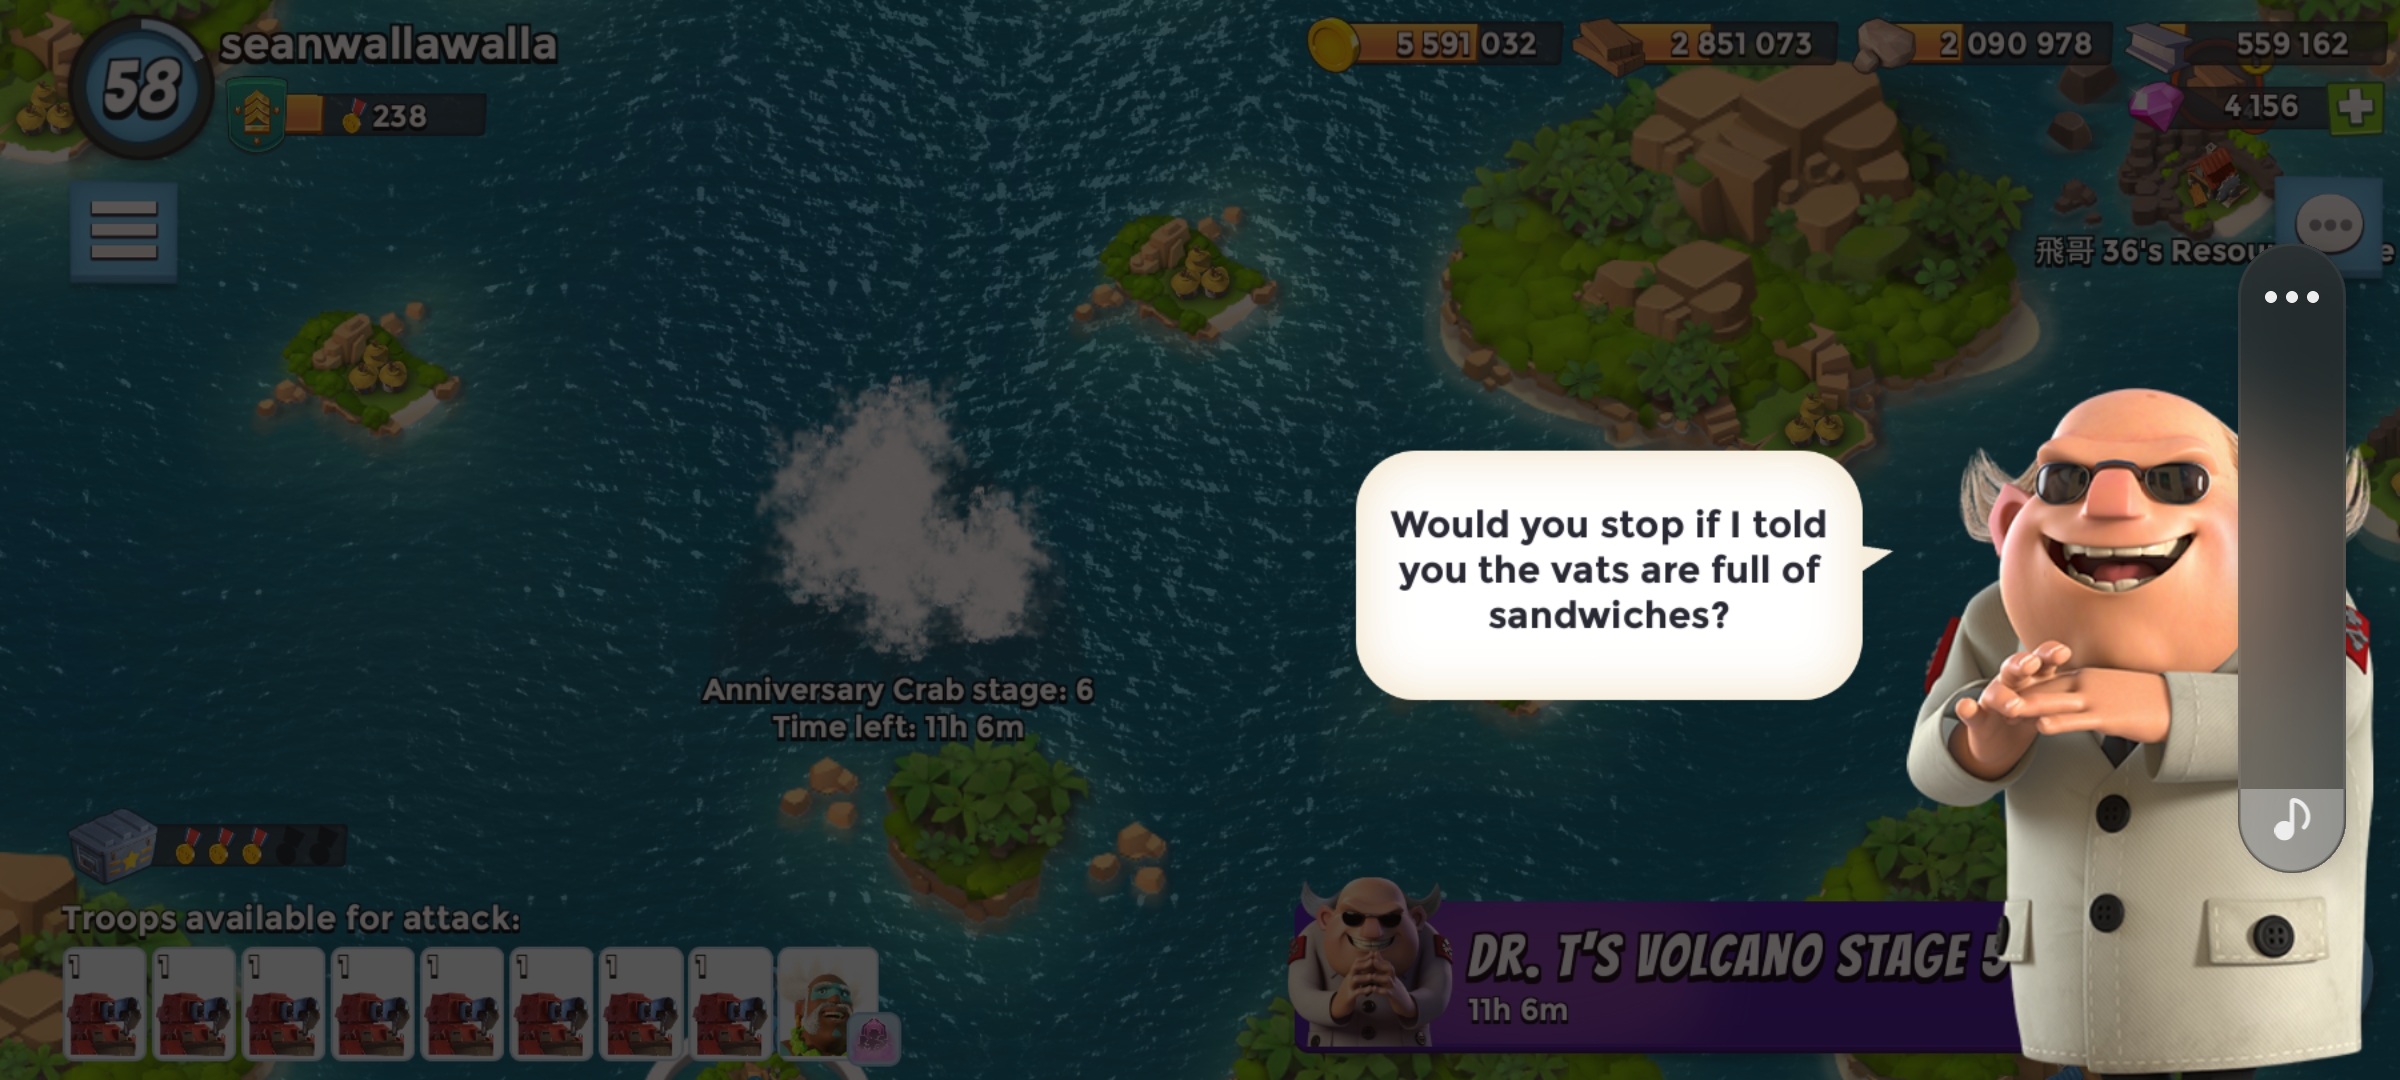 58
seanwallawalla
238
5 591 032
2 851 073
2 090 978
559 162
4 156
飛哥 36's
Would you stop if I told
you the vats are full of
sandwiches?
Anniversary Crab stage: 6
Time left: 11h 6m
Troops available for attack:
1 1 1 1 1 1 1 1
DR. T'S VOLCANO STAGE 5
11h 6m